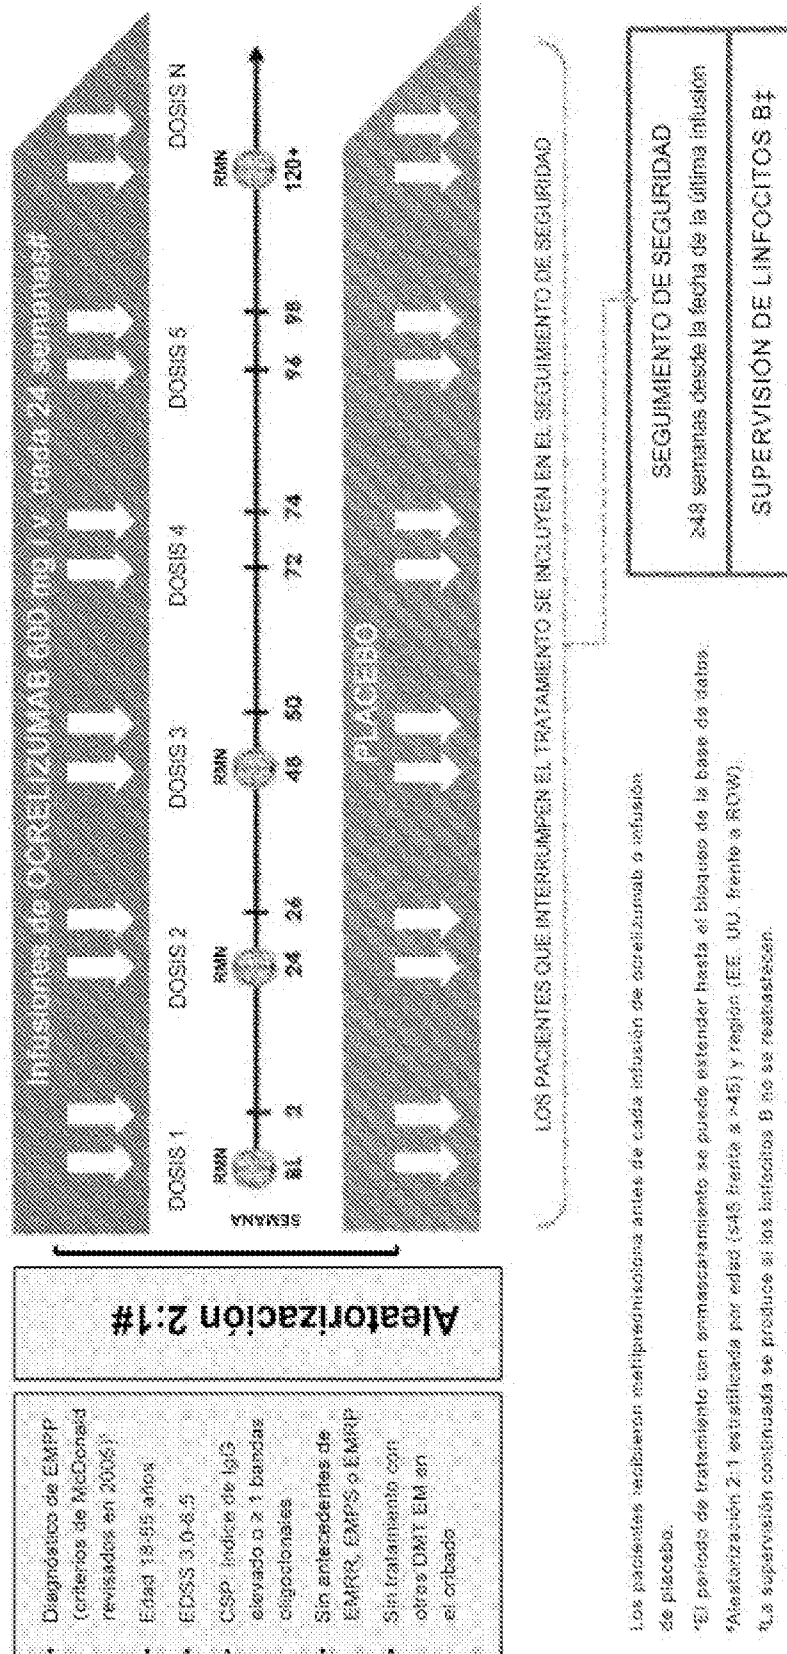 Diagnóstico de EMPP
(criterios de McDonald
revisados en 2005)*
Edad 18-55 años
EDSS 3.0-6.5
CSP: índice de IgG
elevado o ≥ 1 bandas
oligoclonales
Sin antecedentes de
EMRR, EMPS o EMRP
Sin tratamiento con
otros DMT EM en
el cribado
Aleatorización 2:1#
Infusiones de OCRELIZUMAB 600 mg i.v. cada 24 semanas#
DOSIS 1 DOSIS 2 DOSIS 3 DOSIS 4 DOSIS 5 DOSIS N
RMN RMN RMN RMN
SEMANA
BL 2 24 26 48 50 72 74 96 98 120+
PLACEBO
LOS PACIENTES QUE INTERRUMPEN EL TRATAMIENTO SE INCLUYEN EN EL SEGUIMIENTO DE SEGURIDAD
SEGUIMIENTO DE SEGURIDAD
≥48 semanas desde la fecha de la última infusión
SUPERVISIÓN DE LINFOCITOS B‡
Los pacientes recibieron metilprednisolona antes de cada infusión de ocrelizumab o infusión
de placebo.
El período de tratamiento con enmascaramiento se puede extender hasta el bloqueo de la base de datos.
Aleatorización 2:1 estratificada por edad (≤45 frente a >45) y región (EE. UU. frente a ROW).
La supervisión continuada se produce si los linfocitos B no se reabastecen.